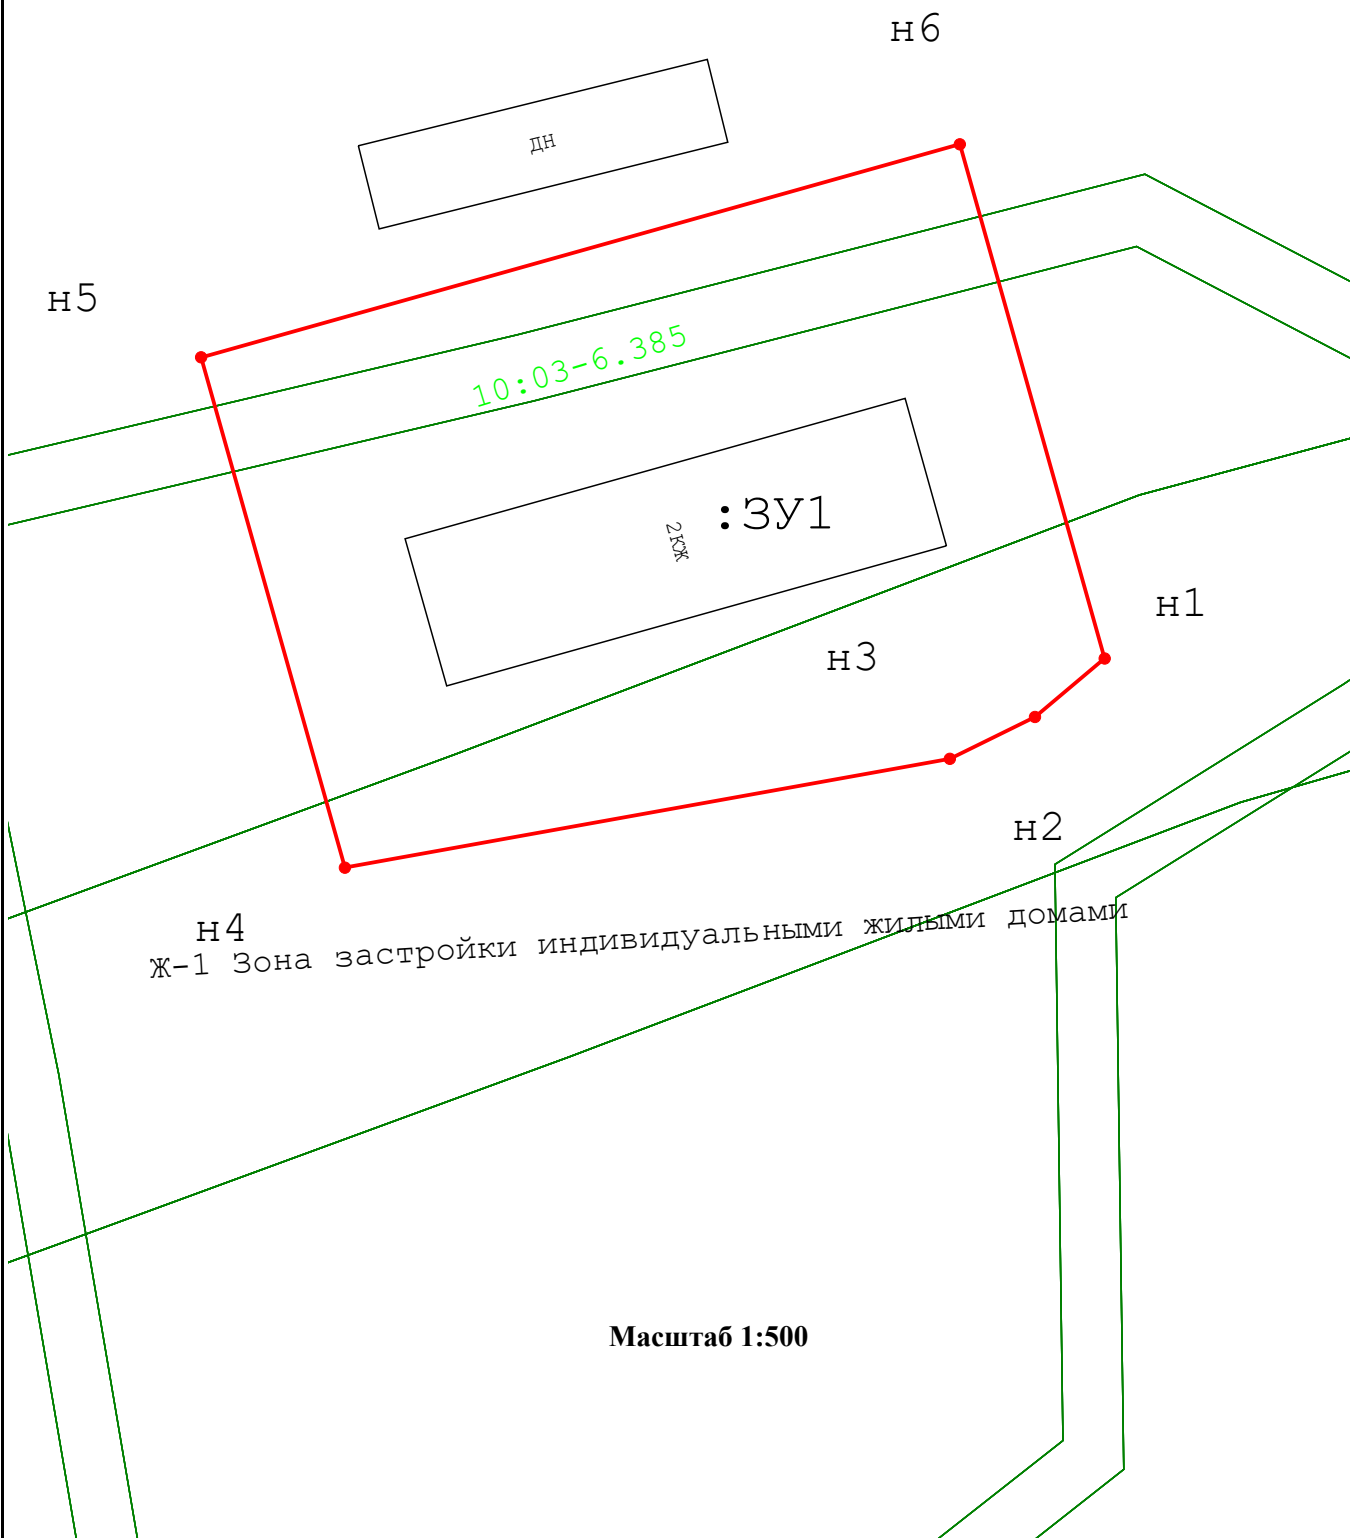 н6
дн
н5
10:03-6.385
:ЗУ1
2кж
н1
н3
н2
н4
Ж-1 Зона застройки индивидуальными жилыми домами
Масштаб 1:500